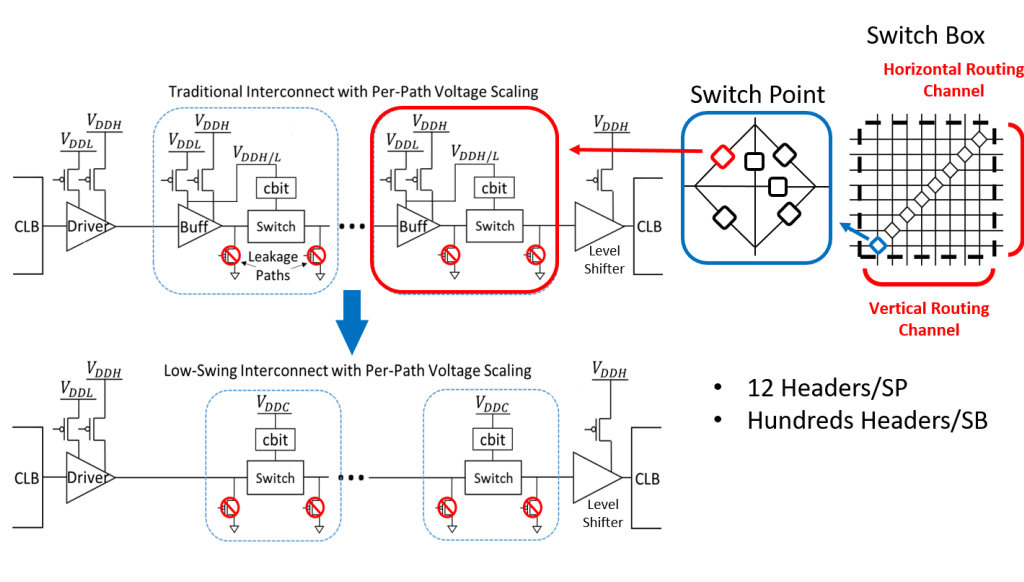 Switch Box
Horizontal Routing
Channel
Traditional Interconnect with Per-Path Voltage Scaling
Switch Point
V_DDH
V_DDL
V_DDH
V_DDL
V_DDH/L
V_DDH
V_DDL
V_DDH/L
V_DDH
cbit
cbit
CLB
Driver
Buff
Switch
Buff
Switch
CLB
Leakage
Paths
Level
Shifter
Vertical Routing
Channel
Low-Swing Interconnect with Per-Path Voltage Scaling
V_DDH
V_DDL
V_DDC
V_DDC
V_DDH
cbit
cbit
CLB
Driver
Switch
Switch
CLB
Level
Shifter
• 12 Headers/SP
• Hundreds Headers/SB